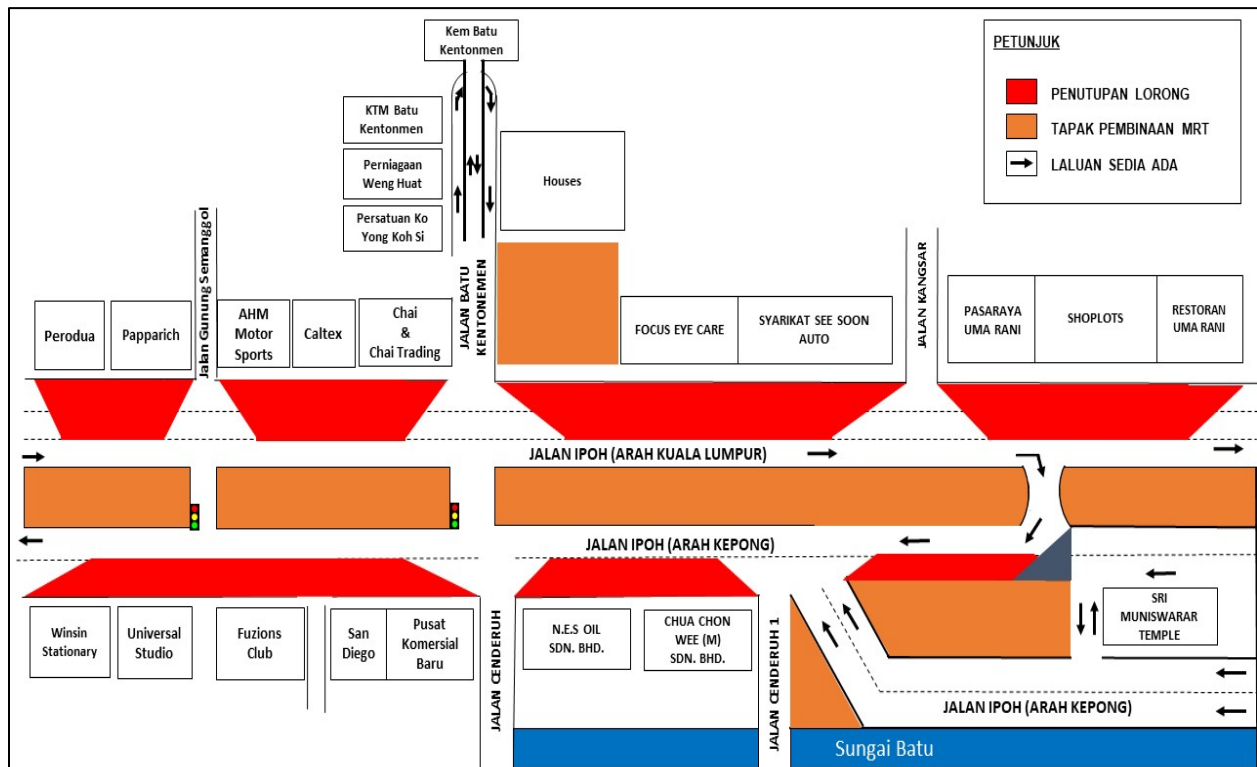 Kem Batu
Kentonmen
PETUNJUK
PENUTUPAN LORONG
TAPAK PEMBINAAN MRT
LALUAN SEDIA ADA
KTM Batu
Kentonmen
Perniagaan
Weng Huat
Persatuan Ko
Yong Koh Si
Houses
Jalan Gunung Semanggol
JALAN BATU
KENTONEMEN
JALAN KANGSAR
Perodua
Papparich
AHM
Motor
Sports
Caltex
Chai
&
Chai Trading
FOCUS EYE CARE
SYARIKAT SEE SOON
AUTO
PASARAYA
UMA RANI
SHOPLOTS
RESTORAN
UMA RANI
JALAN IPOH (ARAH KUALA LUMPUR)
JALAN IPOH (ARAH KEPONG)
Winsin
Stationary
Universal
Studio
Fuzions
Club
San
Diego
Pusat
Komersial
Baru
JALAN CENDERUH
N.E.S OIL
SDN. BHD.
CHUA CHON
WEE (M)
SDN. BHD.
JALAN CENDERUH 1
SRI
MUNISWARAR
TEMPLE
JALAN IPOH (ARAH KEPONG)
Sungai Batu